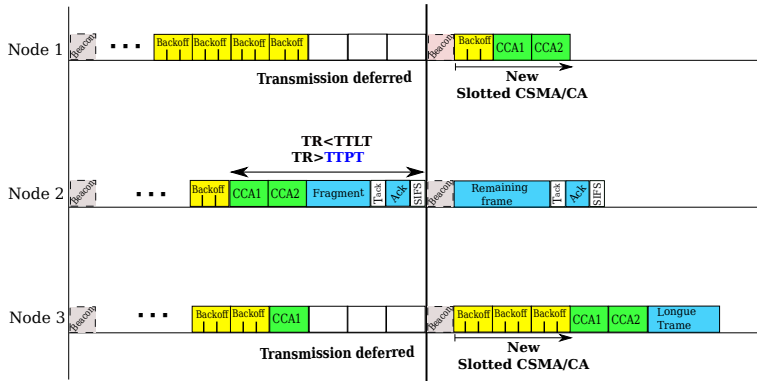 Node 1
Beacon
Backoff Backoff Backoff Backoff
Beacon
Backoff CCA1 CCA2
Transmission deferred
New
Slotted CSMA/CA
TR<TTLT
TR>TTPT
Node 2
Beacon
Backoff CCA1 CCA2 Fragment Tack Ack SIFS
Beacon
Remaining
frame
Tack Ack SIFS
Node 3
Beacon
Backoff Backoff CCA1
Beacon
Backoff Backoff Backoff CCA1 CCA2 Longue
Trame
Transmission deferred
New
Slotted CSMA/CA